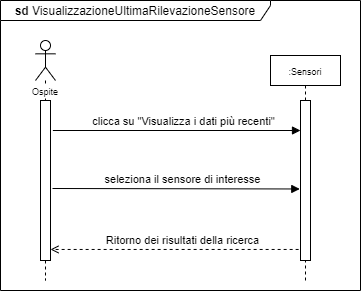 sd VisualizzazioneUltimaRilevazioneSensore
Ospite
:Sensori
clicca su "Visualizza i dati più recenti"
seleziona il sensore di interesse
Ritorno dei risultati della ricerca